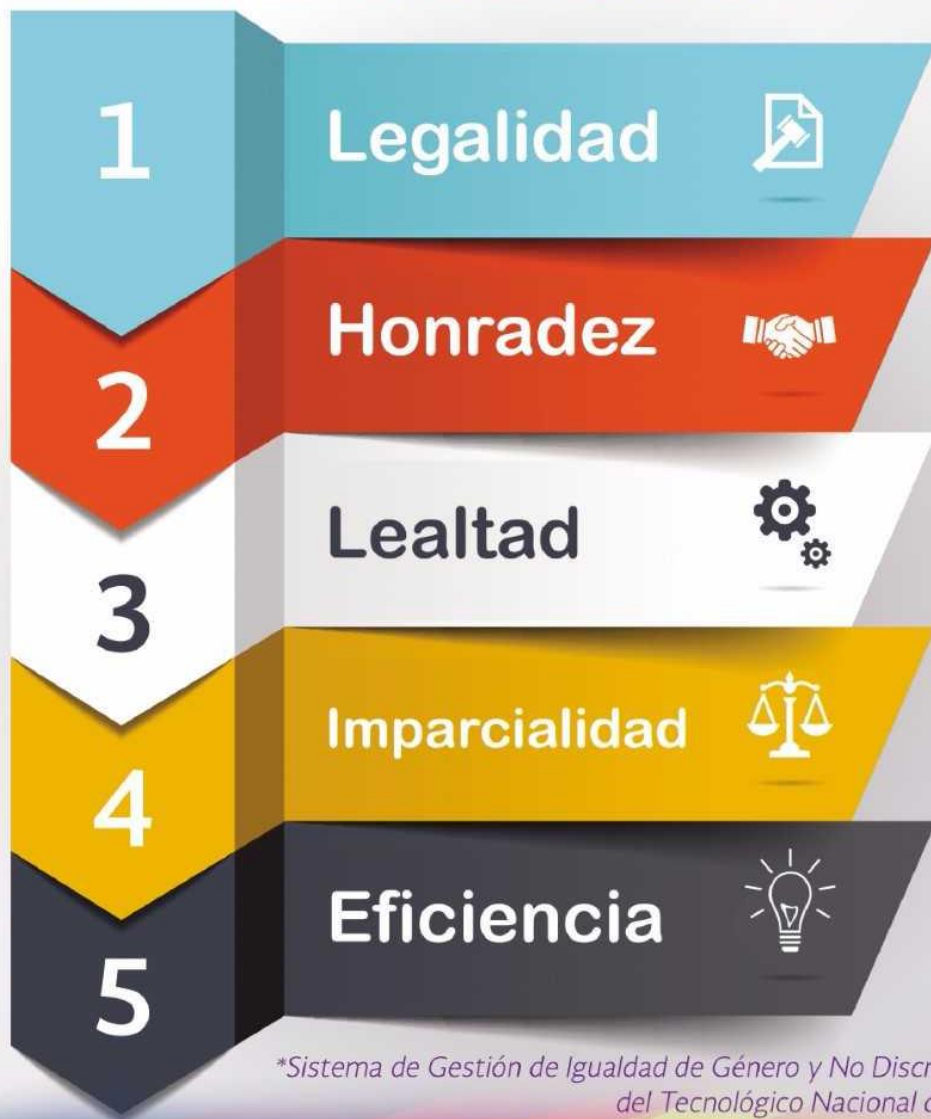 1
Legalidad
2
Honradez
3
Lealtad
4
Imparcialidad
5
Eficiencia
*Sistema de Gestión de Igualdad de Género y No
del Tecnológico Nacional